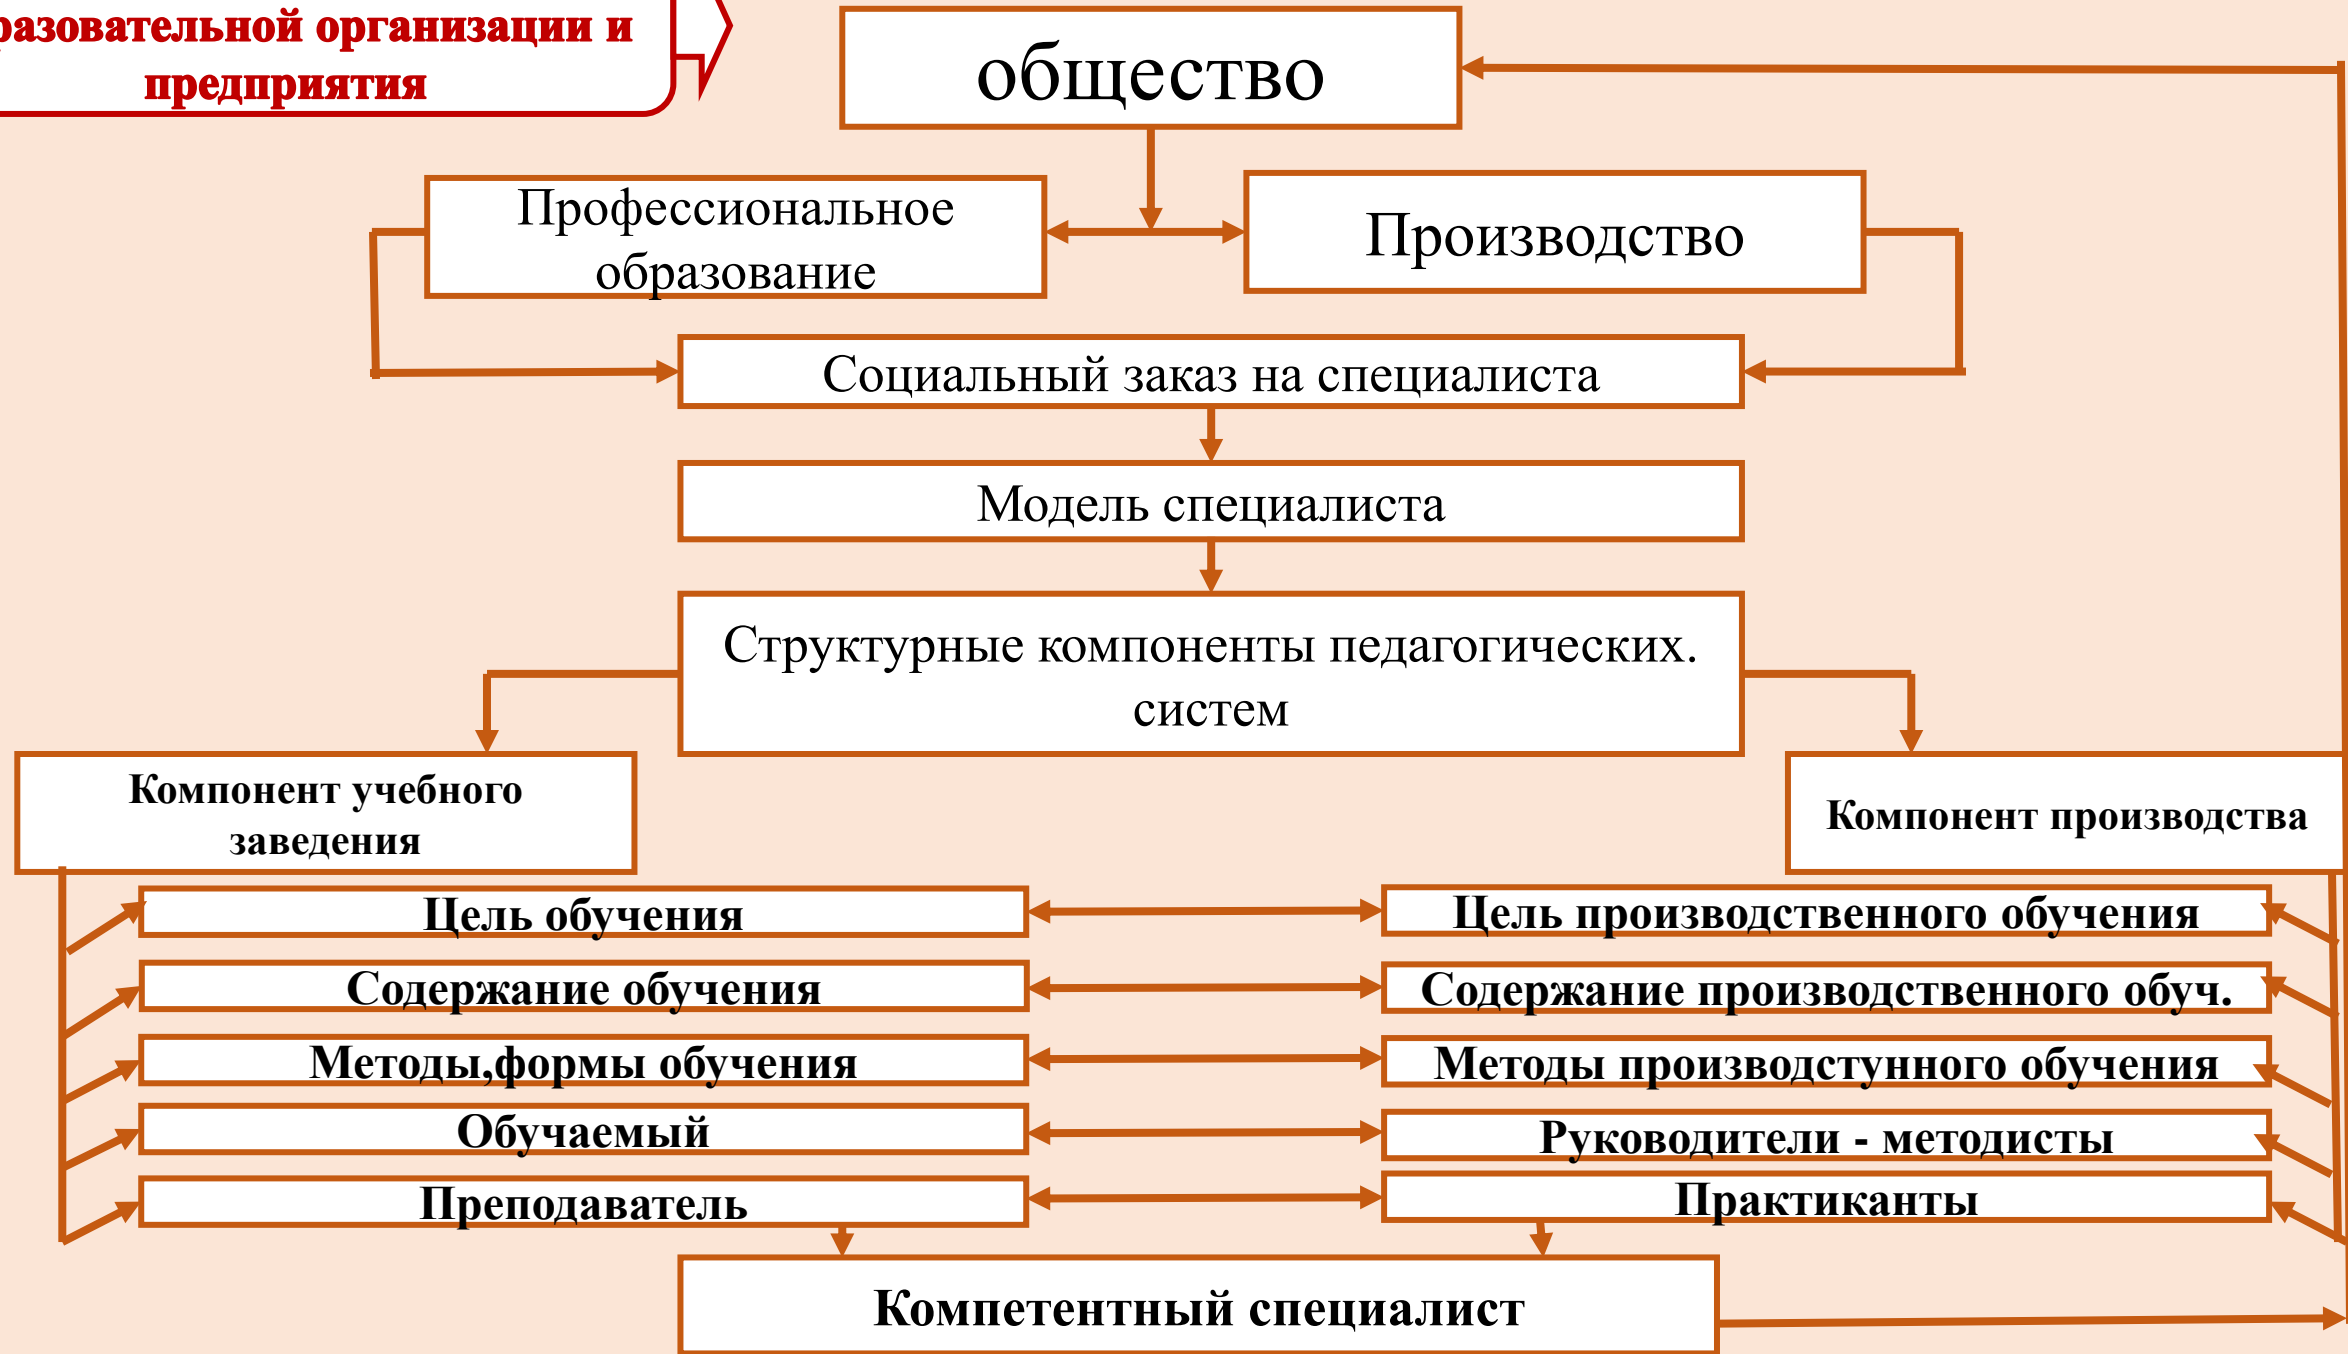 разовательной организации и
предприятия
общество
Профессиональное
образование
Производство
Социальный заказ на специалиста
Модель специалиста
Структурные компоненты педагогических.
систем
Компонент учебного
заведения
Компонент производства
Цель обучения
Цель производственного обучения
Содержание обучения
Содержание производственного обуч.
Методы,формы обучения
Методы производстунного обучения
Обучаемый
Руководители - методисты
Преподаватель
Практиканты
Компетентный специалист